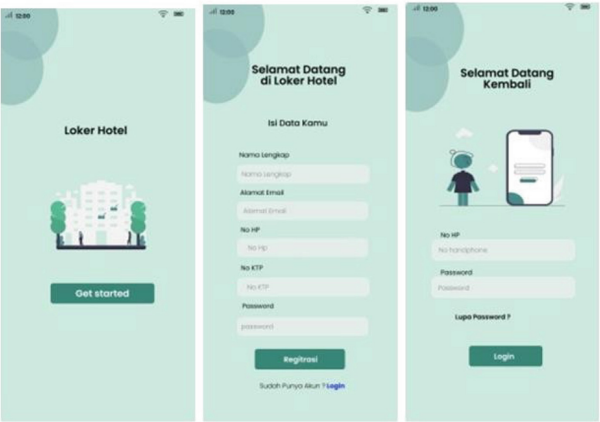 12:00
Loker Hotel
Get started
12:00
Selamat Datang
di Loker Hotel
Isi Data Kamu
Nama Lengkap
Nama Lengkap
Alamat Email
Alamat Email
No HP
No Hp
No KTP
No KTP
Password
password
Regitrasi
Sudah Punya Akun ? Login
12:00
Selamat Datang
Kembali
No HP
No handphone
Password
Password
Lupa Password ?
Login